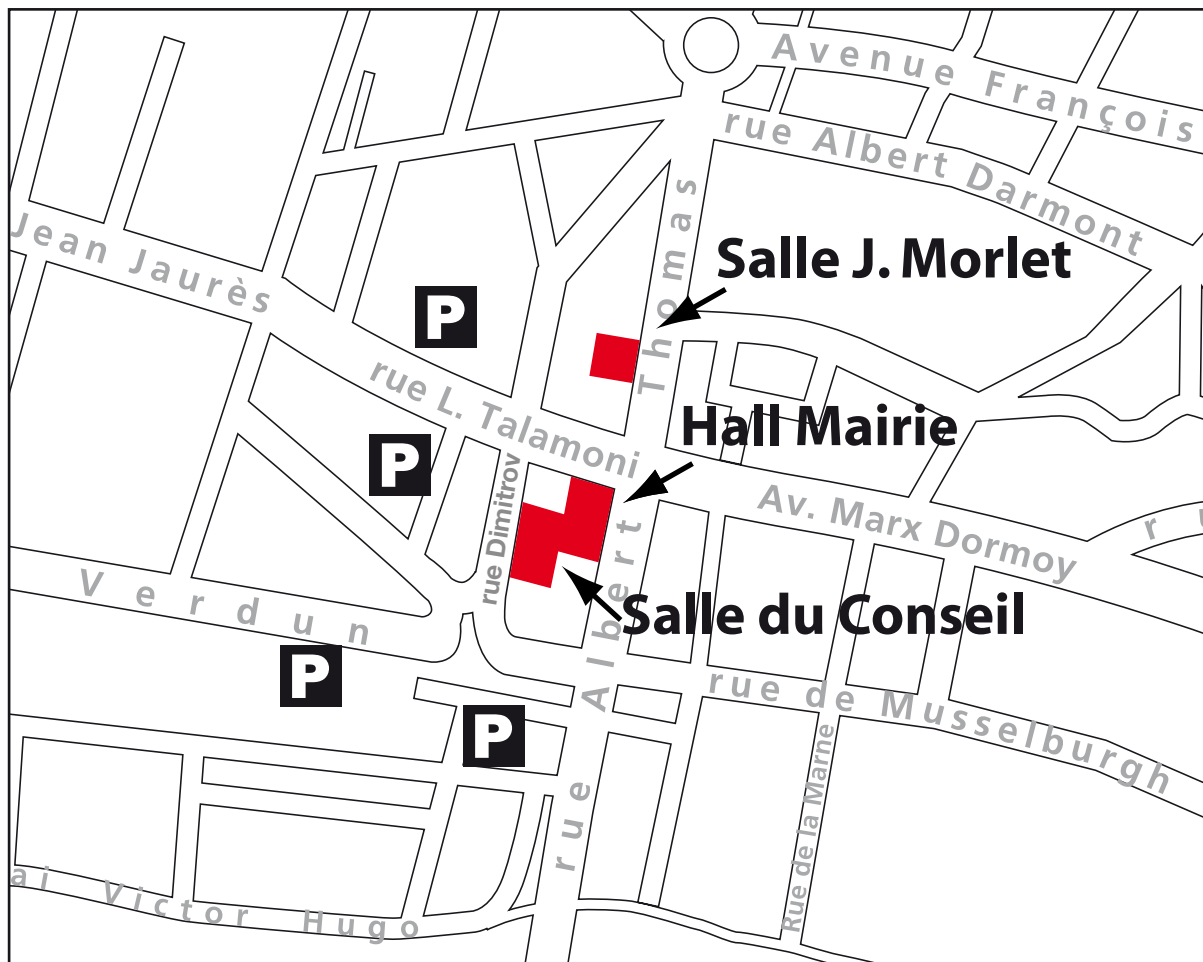 Avenue François
rue Albert Darmont
Jean Jaurès
Salle J. Morlet
P
rue L. Talamoni
Hall Mairie
P
rue Dimitrov
Av. Marx Dormoy
Verdun
Salle du Conseil
P
rue de Musselburgh
P
rue Albert Thomas
Rue de la Marne
ai Victor Hugo
r